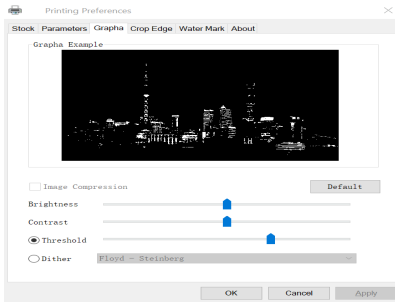 Printing Preferences
Stock Parameters Grapha Crop Edge Water Mark About
Grapha Example
Image Compression Default
Brightness
Contrast
Threshold
Dither Floyd - Steinberg
OK Cancel Apply